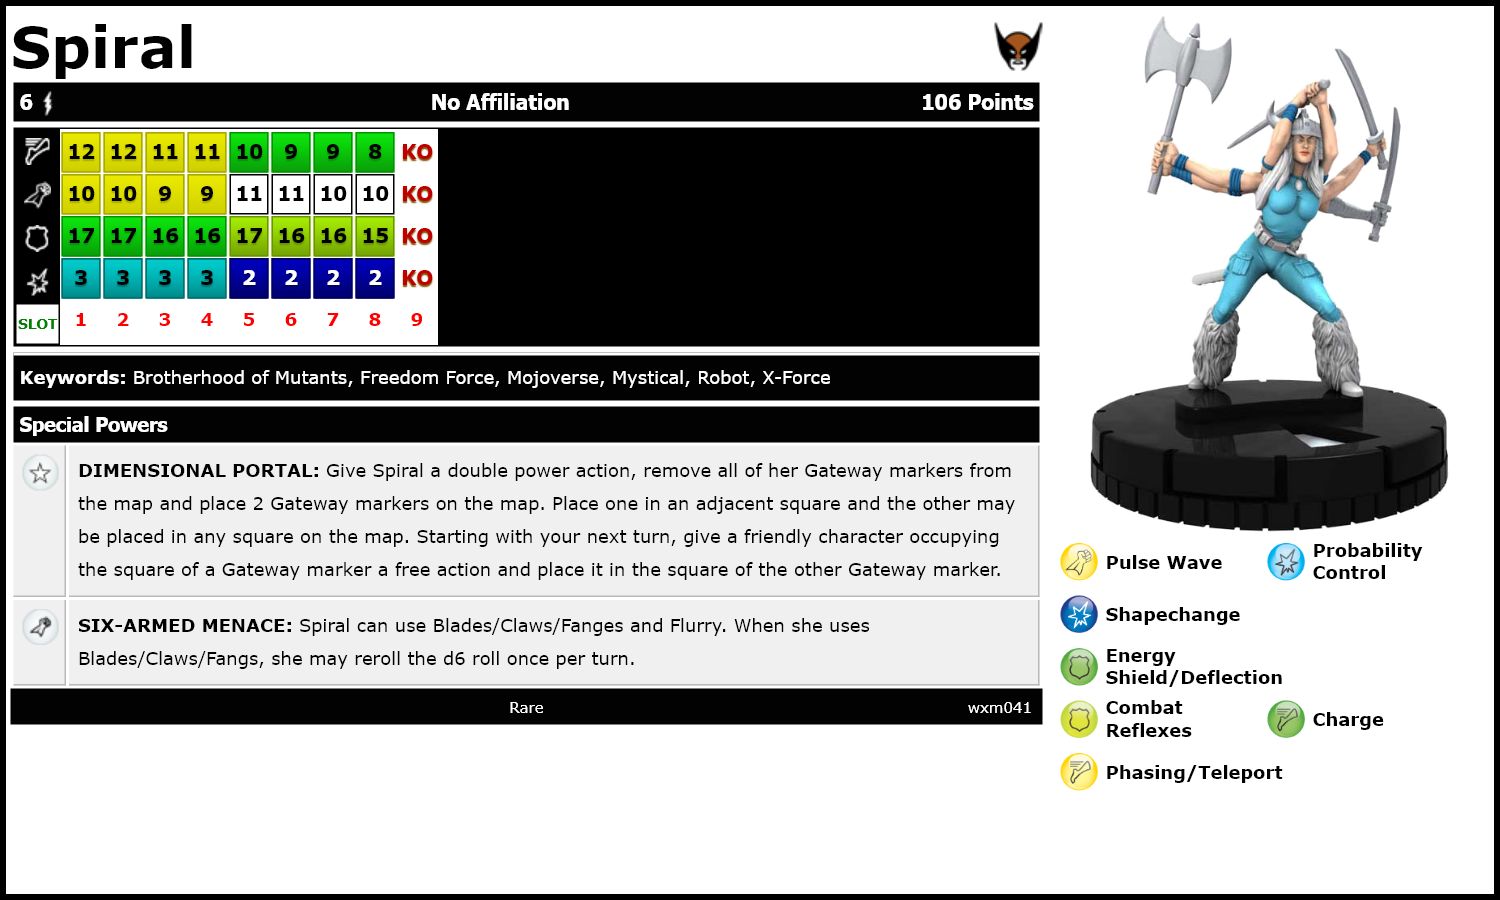 Spiral
6 No Affiliation 106 Points
12 12 11 11 10 9 9 8 KO
10 10 9 9 11 11 10 10 KO
17 17 16 16 17 16 16 15 KO
3 3 3 3 2 2 2 2 KO
SLOT 1 2 3 4 5 6 7 8 9
Keywords: Brotherhood of Mutants, Freedom Force, Mojoverse, Mystical, Robot, X-Force
Special Powers
DIMENSIONAL PORTAL: Give Spiral a double power action, remove all of her Gateway markers from
the map and place 2 Gateway markers on the map. Place one in an adjacent square and the other may
be placed in any square on the map. Starting with your next turn, give a friendly character occupying
the square of a Gateway marker a free action and place it in the square of the other Gateway marker.
SIX-ARMED MENACE: Spiral can use Blades/Claws/Fanges and Flurry. When she uses
Blades/Claws/Fangs, she may reroll the d6 roll once per turn.
Rare wxm041
Pulse Wave
Probability
Control
Shapechange
Energy
Shield/Deflection
Combat
Reflexes
Charge
Phasing/Teleport